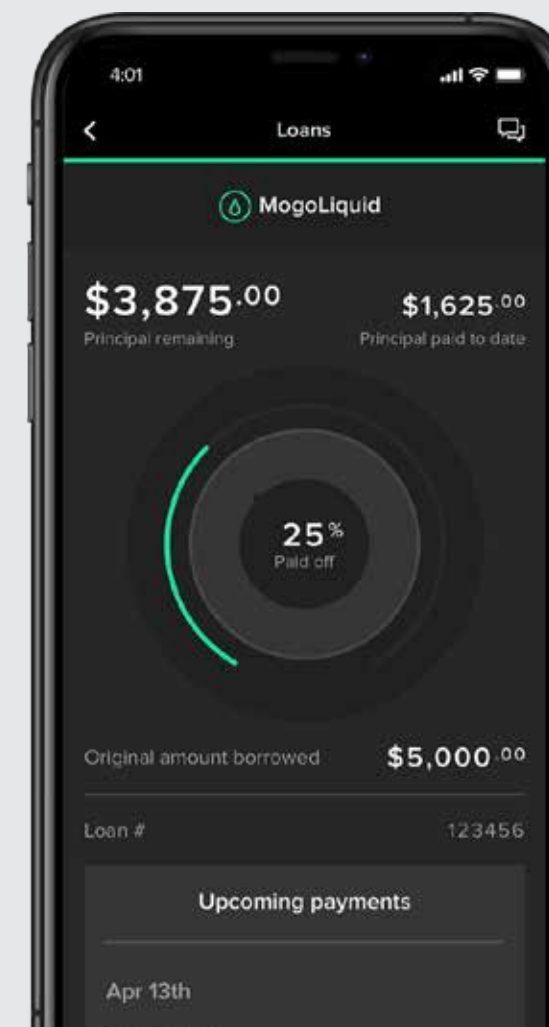 4:01
Loans
MogoLiquid
$3,875.00 $1,625.00
Principal remaining Principal paid to date
25%
Paid off
Original amount borrowed $5,000.00
Loan # 123456
Upcoming payments
Apr 13th